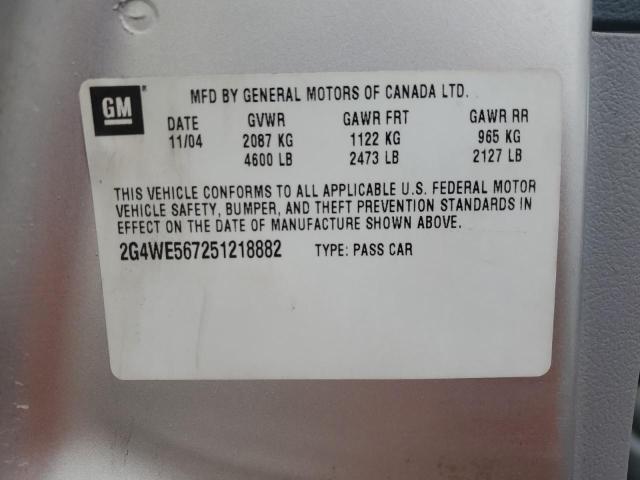 GM
MFD BY GENERAL MOTORS OF CANADA LTD.
DATE GVWR GAWR FRT GAWR RR
11/04 2087 KG 1122 KG 965 KG
4600 LB 2473 LB 2127 LB
THIS VEHICLE CONFORMS TO ALL APPLICABLE U.S. FEDERAL MOTOR
VEHICLE SAFETY, BUMPER, AND THEFT PREVENTION STANDARDS IN
EFFECT ON THE DATE OF MANUFACTURE SHOWN ABOVE.
2G4WE567251218882 TYPE: PASS CAR